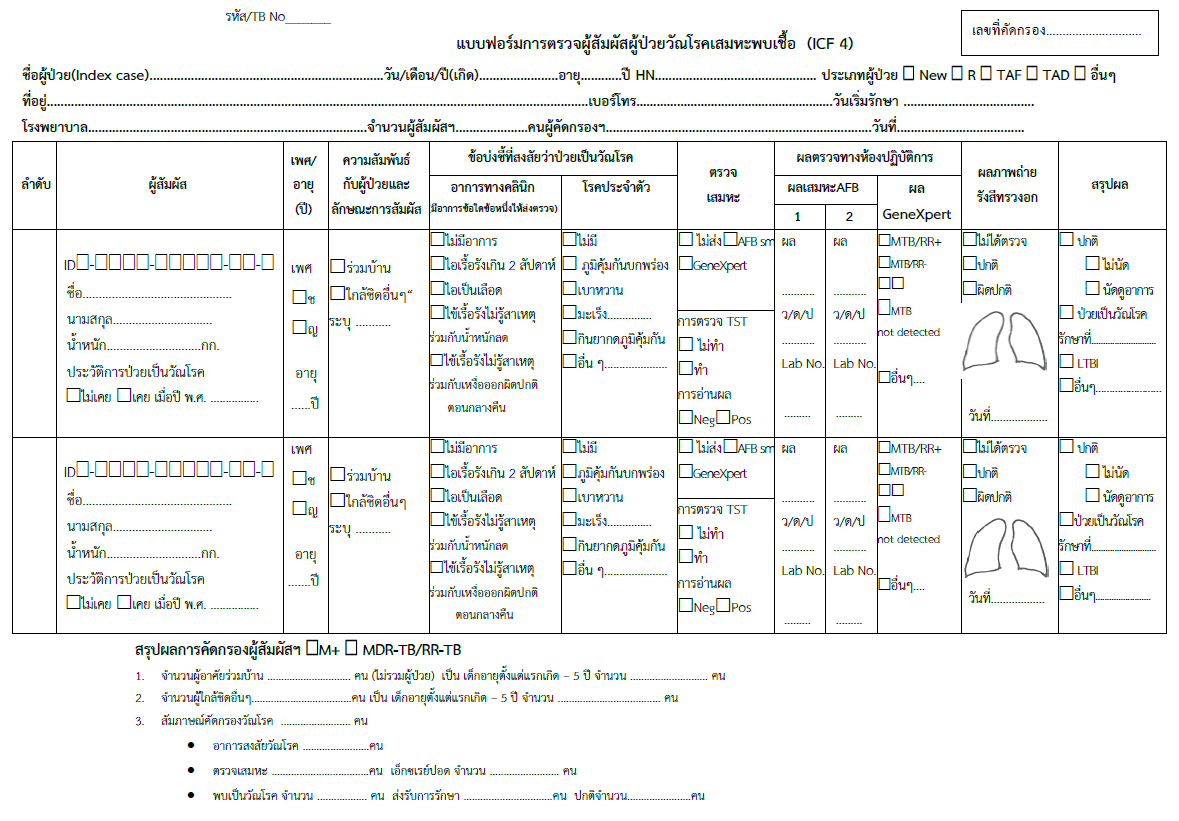 รหัส/TB No_______
เลขที่คัดกรอง............................
แบบฟอร์มการตรวจผู้สัมผัสผู้ป่วยวัณโรคเสมหะพบเชื้อ (ICF 4)
ชื่อผู้ป่วย(Index case)....................................................................วัน/เดือน/ปี(เกิด).......................อายุ............ปี HN............................................... ประเภทผู้ป่วย ☐ New ☐ R ☐ TAF ☐ TAD ☐ อื่นๆ
ที่อยู่..............................................................................เบอร์โทร........................................................วันเริ่มรักษา ......................................
โรงพยาบาล................................................................................จำนวนผู้สัมผัสฯ.....................คนผู้คัดกรองฯ............................................................................วันที่.....................................
ลำดับ
ผู้สัมผัส
เพศ/
อายุ
(ปี)
ความสัมพันธ์
กับผู้ป่วยและ
ลักษณะการสัมผัส
ข้อบ่งชี้ที่สงสัยว่าป่วยเป็นวัณโรค
อาการทางคลินิก
(มีอาการข้อใดข้อหนึ่งให้ส่งตรวจ)
โรคประจำตัว
ตรวจ
เสมหะ
ผลตรวจทางห้องปฏิบัติการ
ผลเสมหะAFB
1
2
ผล
GeneXpert
ผลภาพถ่าย
รังสีทรวงอก
สรุปผล
ID☐-☐☐☐☐-☐☐☐☐☐-☐☐-☐
ชื่อ...........................................
นามสกุล.............................
น้ำหนัก...........................กก.
ประวัติการป่วยเป็นวัณโรค
☐ไม่เคย ☐เคย เมื่อปี พ.ศ. ...............
เพศ
☐ช
☐ญ
อายุ
......ปี
☐ร่วมบ้าน
☐ใกล้ชิดอื่นๆ“
ระบุ ...........
☐ไม่มีอาการ
☐ไอเรื้อรังเกิน 2 สัปดาห์
☐ไอเป็นเลือด
☐ไข้เรื้อรังไม่รู้สาเหตุ
ร่วมกับน้ำหนักลด
☐ไข้เรื้อรังไม่รู้สาเหตุ
ร่วมกับเหงื่อออกผิดปกติ
ตอนกลางคืน
☐ไม่มี
☐ ภูมิคุ้มกันบกพร่อง
☐เบาหวาน
☐มะเร็ง..............
☐กินยากดภูมิคุ้มกัน
☐อื่น ๆ....................
☐ ไม่ส่ง☐AFB sm
☐GeneXpert
การตรวจ TST
☐ ไม่ทำ
☐ทำ
การอ่านผล
☐Neg☐Pos
ผล
..........
ว/ด/ป
..........
Lab No.
........
ผล
..........
ว/ด/ป
..........
Lab No.
........
☐MTB/RR+
☐MTB/RR-
☐☐
☐MTB
not detected
☐อื่นๆ....
☐ไม่ได้ตรวจ
☐ปกติ
☐ผิดปกติ
วันที่..................
☐ ปกติ
☐ ไม่นัด
☐ นัดดูอาการ
☐ ป่วยเป็นวัณโรค
รักษาที่....................
☐ LTBI
☐อื่นๆ....................
ID☐-☐☐☐☐-☐☐☐☐☐-☐☐-☐
ชื่อ...........................................
นามสกุล.............................
น้ำหนัก...........................กก.
ประวัติการป่วยเป็นวัณโรค
☐ไม่เคย ☐เคย เมื่อปี พ.ศ. ...............
เพศ
☐ช
☐ญ
อายุ
.......ปี
☐ร่วมบ้าน
☐ใกล้ชิดอื่นๆ
ระบุ ...........
☐ไม่มีอาการ
☐ไอเรื้อรังเกิน 2 สัปดาห์
☐ไอเป็นเลือด
☐ไข้เรื้อรังไม่รู้สาเหตุ
ร่วมกับน้ำหนักลด
☐ไข้เรื้อรังไม่รู้สาเหตุ
ร่วมกับเหงื่อออกผิดปกติ
ตอนกลางคืน
☐ไม่มี
☐ภูมิคุ้มกันบกพร่อง
☐เบาหวาน
☐มะเร็ง..............
☐กินยากดภูมิคุ้มกัน
☐อื่น ๆ....................
☐ ไม่ส่ง☐AFB sm
☐GeneXpert
การตรวจ TST
☐ ไม่ทำ
☐ทำ
การอ่านผล
☐Neg☐Pos
ผล
..........
ว/ด/ป
..........
Lab No.
........
ผล
..........
ว/ด/ป
..........
Lab No.
........
☐MTB/RR+
☐MTB/RR-
☐☐
☐MTB
not detected
☐อื่นๆ....
☐ไม่ได้ตรวจ
☐ปกติ
☐ผิดปกติ
วันที่.................
☐ ปกติ
☐ ไม่นัด
☐ นัดดูอาการ
☐ป่วยเป็นวัณโรค
รักษาที่....................
☐ LTBI
☐อื่นๆ....................
สรุปผลการคัดกรองผู้สัมผัสฯ ☐M+ ☐ MDR-TB/RR-TB
1. จำนวนผู้อาศัยร่วมบ้าน ............................ คน (ไม่รวมผู้ป่วย) เป็น เด็กอายุตั้งแต่แรกเกิด – 5 ปี จำนวน .......................... คน
2. จำนวนผู้ใกล้ชิดอื่นๆ..................................คน เป็น เด็กอายุตั้งแต่แรกเกิด – 5 ปี จำนวน ................................... คน
3. สัมภาษณ์คัดกรองวัณโรค ........................ คน
● อาการสงสัยวัณโรค .......................คน
● ตรวจเสมหะ .................................คน เอ็กซเรย์ปอด จำนวน ........................ คน
● พบเป็นวัณโรค จำนวน ................. คน ส่งรับการรักษา ..............................คน ปกติจำนวน......................คน